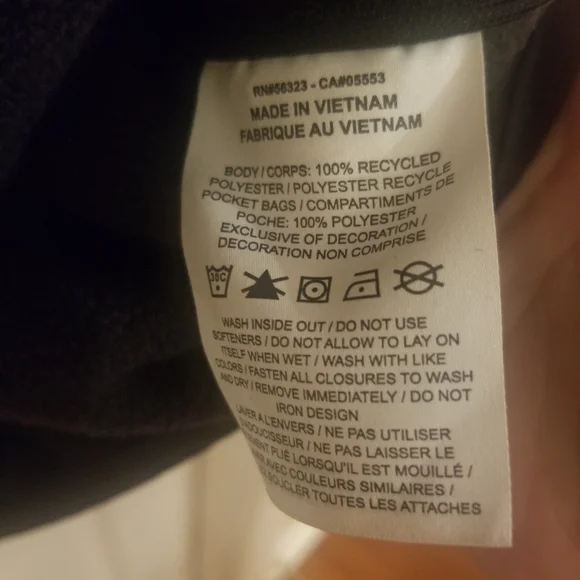 RN#56323 - CA#05553
MADE IN VIETNAM
FABRIQUE AU VIETNAM
BODY / CORPS: 100% RECYCLED
POLYESTER / POLYESTER RECYCLE
POCKET BAGS / COMPARTIMENTS DE
POCHE: 100% POLYESTER
EXCLUSIVE OF DECORATION /
DECORATION NON COMPRISE
30C
WASH INSIDE OUT / DO NOT USE
SOFTENERS / DO NOT ALLOW TO LAY ON
ITSELF WHEN WET / WASH WITH LIKE
COLORS / FASTEN ALL CLOSURES TO WASH
AND DRY / REMOVE IMMEDIATELY / DO NOT
IRON DESIGN
LAVER A L'ENVERS / NE PAS UTILISER
D'ADOUCISSEUR / NE PAS LAISSER LE
PLIÉ LORSQU'IL EST MOUILLÉ /
AVEC COULEURS SIMILAIRES /
BOUCLER TOUTES LES ATTACHES